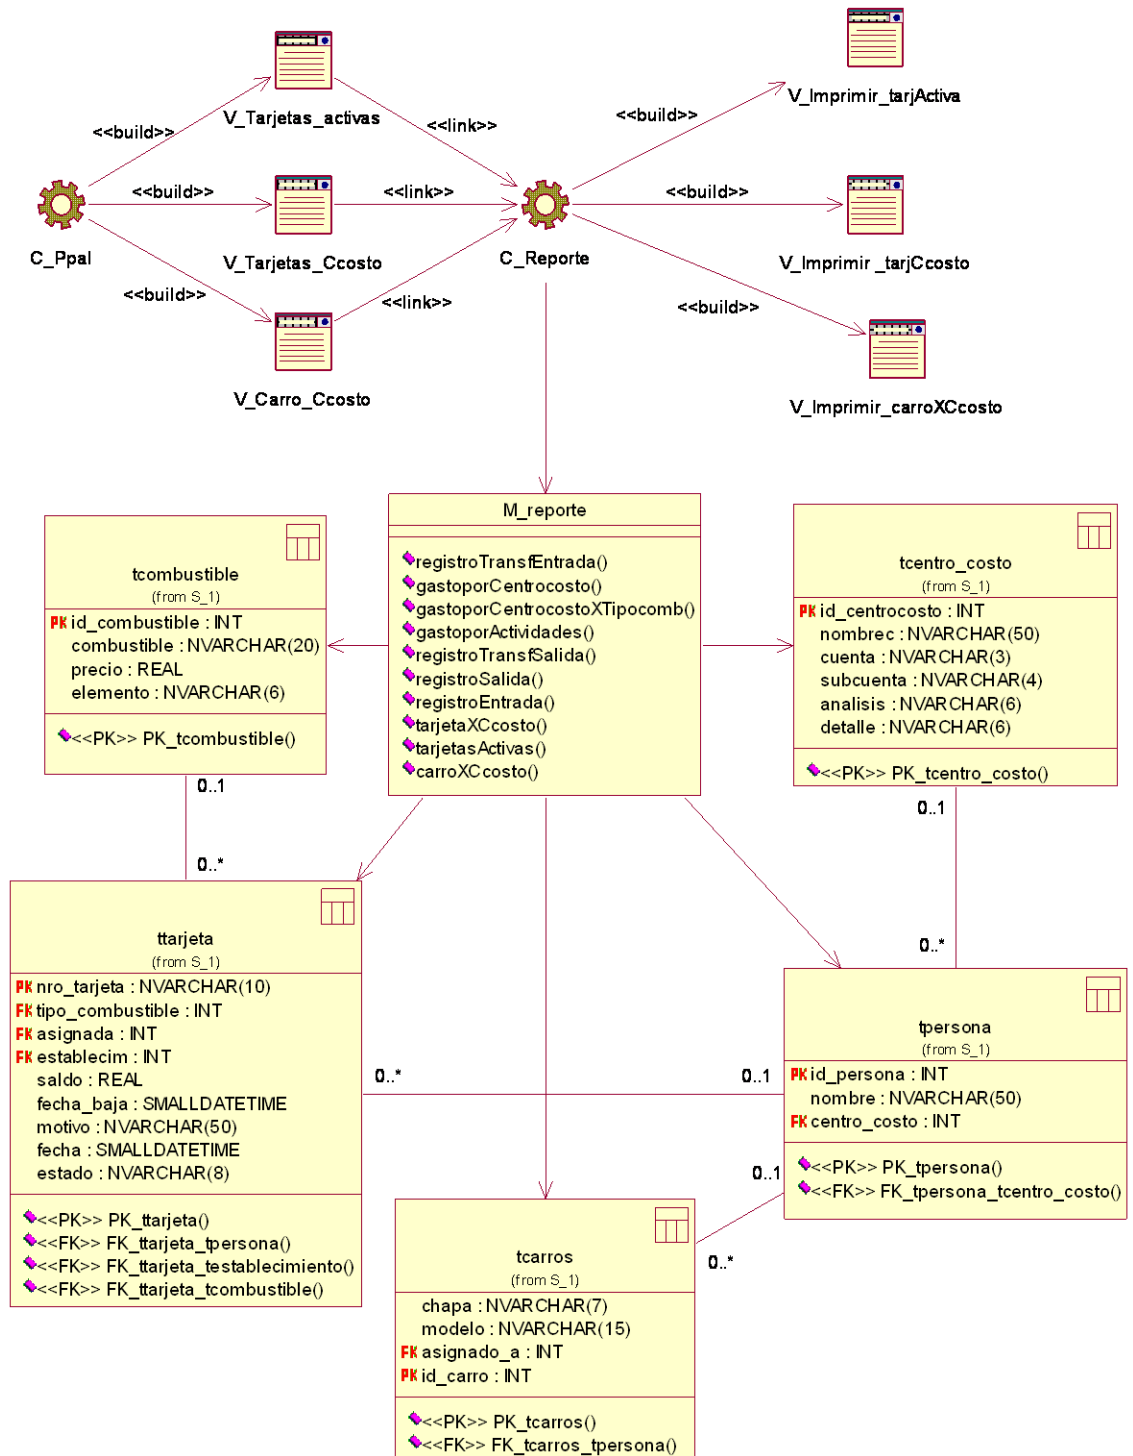 V_Tarjetas_activas
V_Imprimir_tarjActiva
<<build>>
<<link>>
<<build>>
<<build>>
<<link>>
<<build>>
C_Ppal
V_Tarjetas_Ccosto
C_Reporte
V_Imprimir _tarjCcosto
<<build>>
<<link>>
<<build>>
V_Carro_Ccosto
V_Imprimir_carroXCcosto
M_reporte
registroTransfEntrada()
gastoporCentrocosto()
gastoporCentrocostoXTipocomb()
gastoporActividades()
registroTransfSalida()
registroSalida()
registroEntrada()
tarjetaXCcosto()
tarjetasActivas()
carroXCcosto()
tcombustible
(from S_1)
PK id_combustible : INT
combustible : NVARCHAR(20)
precio : REAL
elemento : NVARCHAR(6)
<<PK>> PK_tcombustible()
tcentro_costo
(from S_1)
PK id_centrocosto : INT
nombrec : NVARCHAR(50)
cuenta : NVARCHAR(3)
subcuenta : NVARCHAR(4)
analisis : NVARCHAR(6)
detalle : NVARCHAR(6)
<<PK>> PK_tcentro_costo()
0..1
0..*
0..1
0..*
ttarjeta
(from S_1)
PK nro_tarjeta : NVARCHAR(10)
FK tipo_combustible : INT
FK asignada : INT
FK establecim : INT
saldo : REAL
fecha_baja : SMALLDATETIME
motivo : NVARCHAR(50)
fecha : SMALLDATETIME
estado : NVARCHAR(8)
<<PK>> PK_ttarjeta()
<<FK>> FK_ttarjeta_tpersona()
<<FK>> FK_ttarjeta_testablecimiento()
<<FK>> FK_ttarjeta_tcombustible()
0..*
0..1
tpersona
(from S_1)
PK id_persona : INT
nombre : NVARCHAR(50)
FK centro_costo : INT
<<PK>> PK_tpersona()
<<FK>> FK_tpersona_tcentro_costo()
0..1
0..*
tcarros
(from S_1)
chapa : NVARCHAR(7)
modelo : NVARCHAR(15)
FK asignado_a : INT
PK id_carro : INT
<<PK>> PK_tcarros()
<<FK>> FK_tcarros_tpersona()